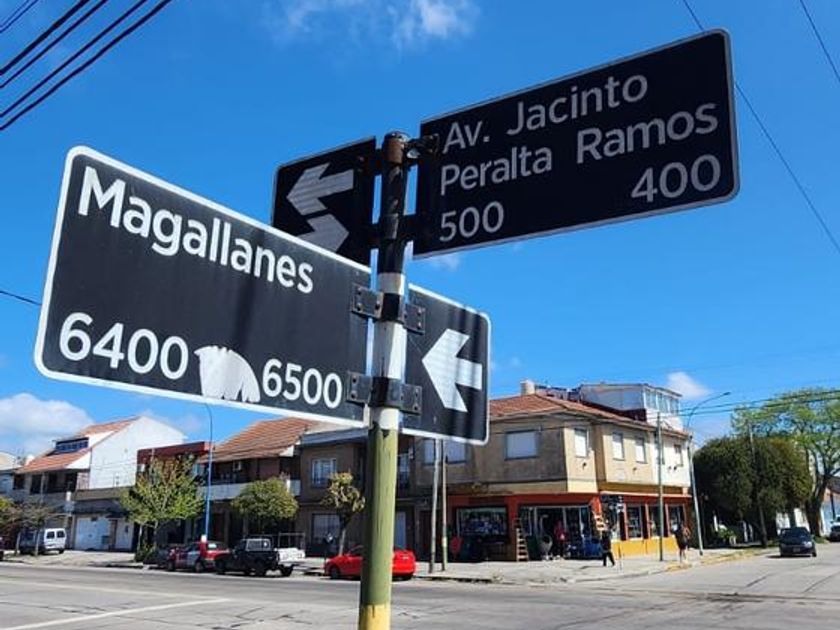 Av. Jacinto
Peralta Ramos
500 400
Magallanes
6400 6500